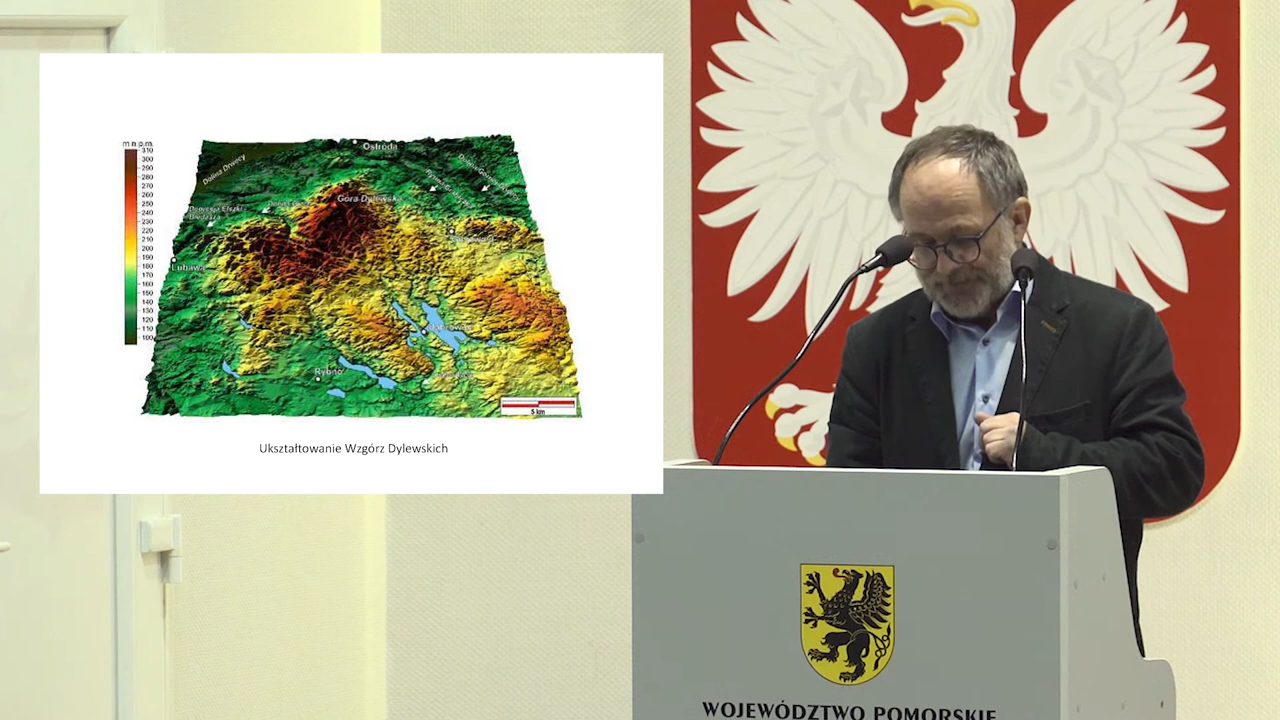 m n.p.m.
310
300
290
280
270
260
250
240
230
220
210
200
190
180
170
160
150
140
130
120
110
100
Ostróda
Dolina Drwęcy
Góra Dylewska
Lubawa
Dąbrówno
Rybno
5 km
Ukształtowanie Wzgórz Dylewskich
WOJEWÓDZTWO POMORSKIE